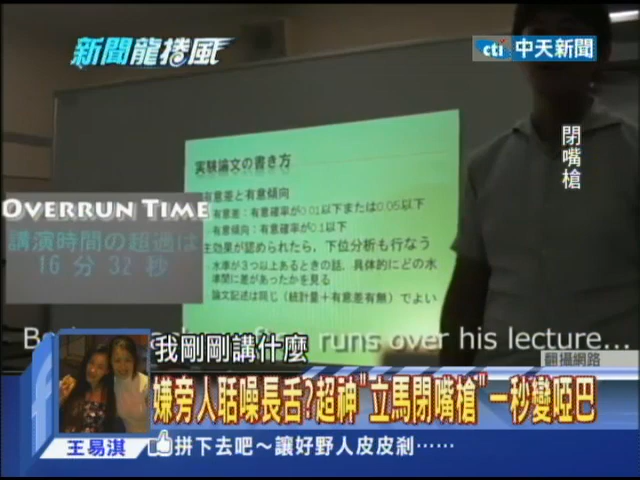 新聞龍捲風
cti 中天新聞
閉嘴槍
実験論文の書き方
有意差と有意傾向
有意差：有意確率が0.01以下または0.05以下
有意傾向：有意確率が0.1以下
主効果が認められたら、下位分析も行なう
水準が３つ以上あるときの話、具体的にどの水
準間に差があったかを見る
論文記述は同じ（統計量＋有意差有無）でよい
OVERRUN TIME
講演時間の超過は
16 分 32 秒
runs over his lecture...
翻攝網路
我剛剛講什麼
嫌旁人聒噪長舌?超神"立馬閉嘴槍"一秒變啞巴
王易淇
拼下去吧～讓好野人皮皮剉……